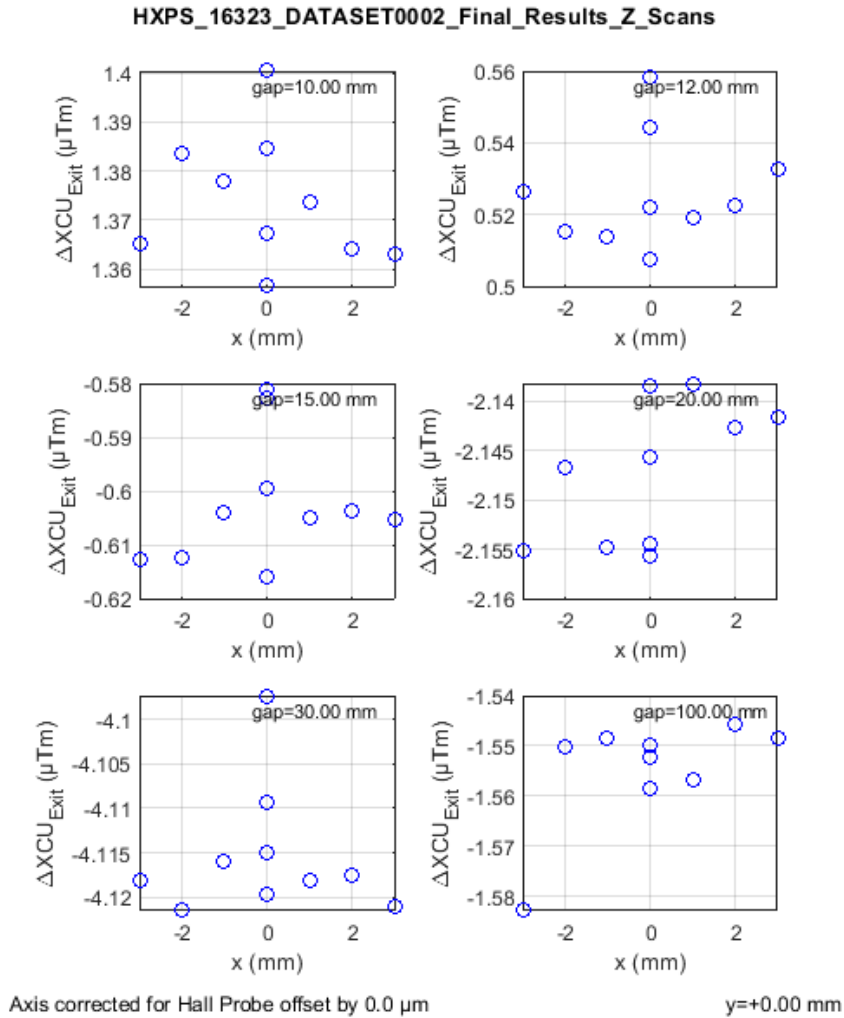 HXPS_16323_DATASET0002_Final_Results_Z_Scans
gap=10.00 mm
1.4
1.39
1.38
1.37
1.36
ΔXCU_Exit (µTm)
-2 0 2
x (mm)
gap=12.00 mm
0.56
0.54
0.52
0.5
ΔXCU_Exit (µTm)
-2 0 2
x (mm)
gap=15.00 mm
-0.58
-0.59
-0.6
-0.61
-0.62
ΔXCU_Exit (µTm)
-2 0 2
x (mm)
gap=20.00 mm
-2.14
-2.145
-2.15
-2.155
-2.16
ΔXCU_Exit (µTm)
-2 0 2
x (mm)
gap=30.00 mm
-4.1
-4.105
-4.11
-4.115
-4.12
ΔXCU_Exit (µTm)
-2 0 2
x (mm)
gap=100.00 mm
-1.54
-1.55
-1.56
-1.57
-1.58
ΔXCU_Exit (µTm)
-2 0 2
x (mm)
Axis corrected for Hall Probe offset by 0.0 µm
y=+0.00 mm